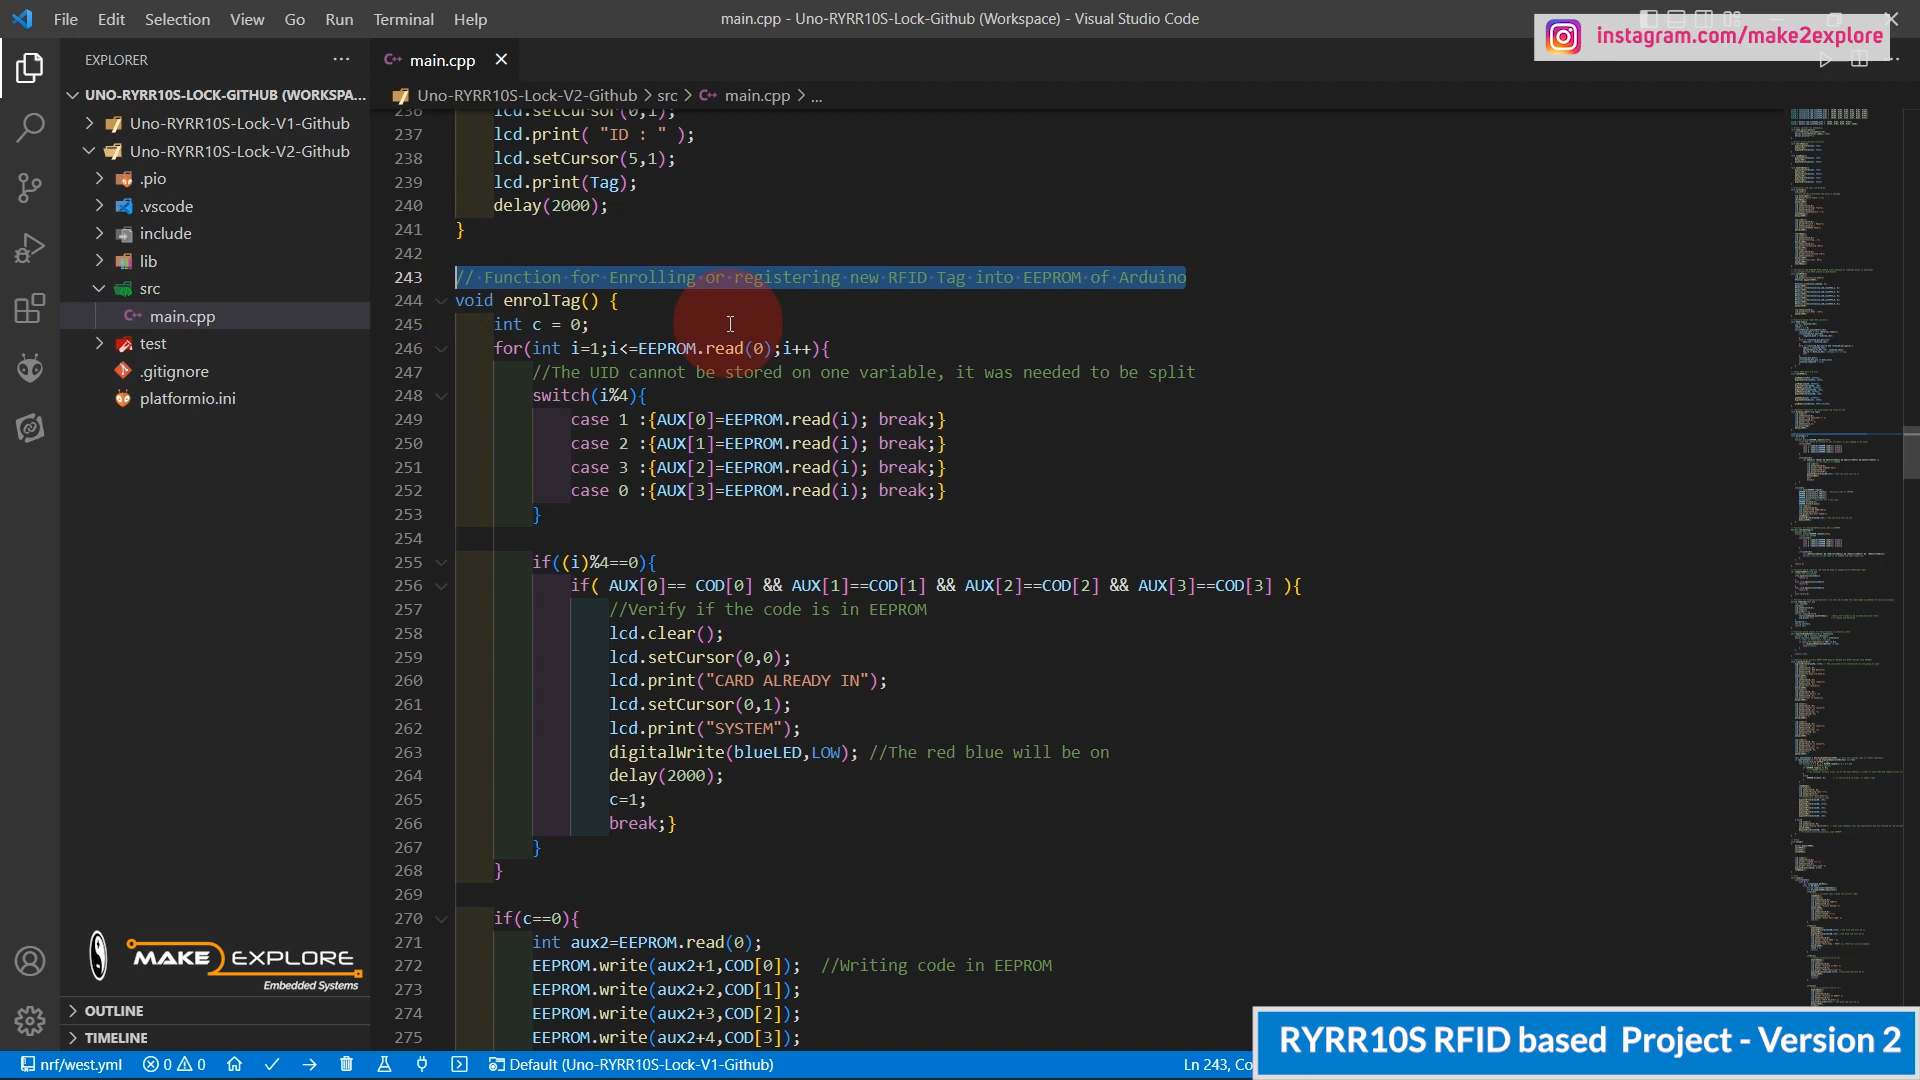 File Edit Selection View Go Run Terminal Help
main.cpp - Uno-RYRR10S-Lock-Github (Workspace) - Visual Studio Code
instagram.com/make2explore
EXPLORER
main.cpp
UNO-RYRR10S-LOCK-GITHUB (WORKSPA...
Uno-RYRR10S-Lock-V2-Github > src > main.cpp > ...
Uno-RYRR10S-Lock-V1-Github
Uno-RYRR10S-Lock-V2-Github
.pio
.vscode
include
lib
src
main.cpp
test
.gitignore
platformio.ini
236 lcd.setCursor(0,1);
237 lcd.print( "ID : " );
238 lcd.setCursor(5,1);
239 lcd.print(Tag);
240 delay(2000);
241 }
242
243 // Function for Enrolling or registering new RFID Tag into EEPROM of Arduino
244 void enrolTag() {
245 int c = 0;
246 for(int i=1;i<=EEPROM.read(0);i++){
247 //The UID cannot be stored on one variable, it was needed to be split
248 switch(i%4){
249 case 1 :{AUX[0]=EEPROM.read(i); break;}
250 case 2 :{AUX[1]=EEPROM.read(i); break;}
251 case 3 :{AUX[2]=EEPROM.read(i); break;}
252 case 0 :{AUX[3]=EEPROM.read(i); break;}
253 }
254
255 if((i)%4==0){
256 if( AUX[0]== COD[0] && AUX[1]==COD[1] && AUX[2]==COD[2] && AUX[3]==COD[3] ){
257 //Verify if the code is in EEPROM
258 lcd.clear();
259 lcd.setCursor(0,0);
260 lcd.print("CARD ALREADY IN");
261 lcd.setCursor(0,1);
262 lcd.print("SYSTEM");
263 digitalWrite(blueLED,LOW); //The red blue will be on
264 delay(2000);
265 c=1;
266 break;}
267 }
268 }
269
270 if(c==0){
271 int aux2=EEPROM.read(0);
272 EEPROM.write(aux2+1,COD[0]); //Writing code in EEPROM
273 EEPROM.write(aux2+2,COD[1]);
274 EEPROM.write(aux2+3,COD[2]);
275 EEPROM.write(aux2+4,COD[3]);
MAKE EXPLORE
Embedded Systems
OUTLINE
TIMELINE
nrf/west.yml 0 0 Default (Uno-RYRR10S-Lock-V1-Github) Ln 243, Co
RYRR10S RFID based Project - Version 2